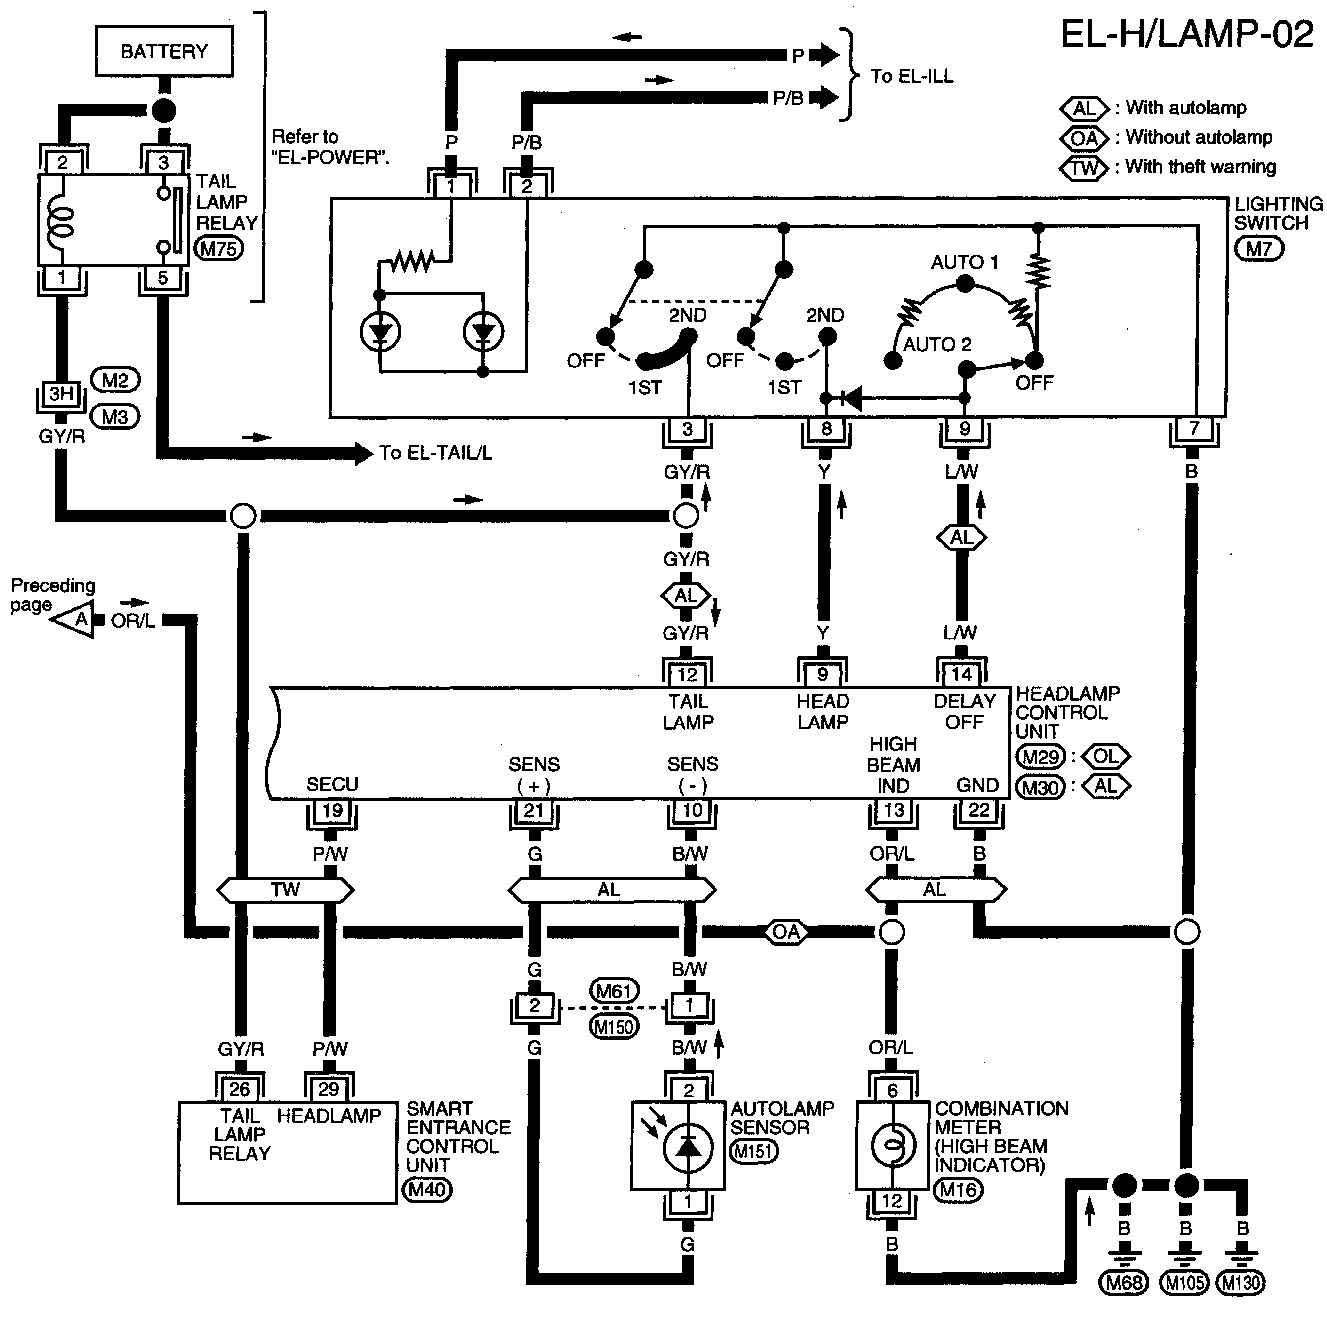 EL-H/LAMP-02
BATTERY
Refer to
"EL-POWER".
P
P/B
To EL-ILL
AL : With autolamp
OA : Without autolamp
TW : With theft warning
P
P/B
2
3
1
2
TAIL
LAMP
RELAY
M75
1
5
LIGHTING
SWITCH
M7
AUTO 1
2ND
2ND
AUTO 2
OFF
OFF
OFF
1ST
1ST
3H
M2
M3
GY/R
To EL-TAIL/L
3
8
9
7
GY/R
Y
L/W
B
AL
GY/R
AL
GY/R
Y
L/W
Preceding
page
A
OR/L
12
9
14
TAIL
LAMP
HEAD
LAMP
DELAY
OFF
HIGH
BEAM
IND
SENS
(+)
SENS
(-)
SECU
GND
HEADLAMP
CONTROL
UNIT
M29 : OL
M30 : AL
19
21
10
13
22
P/W
G
B/W
OR/L
B
TW
AL
AL
OA
G
B/W
2
M61
M150
1
G
B/W
GY/R
P/W
OR/L
26
29
2
6
TAIL
LAMP
RELAY
HEADLAMP
SMART
ENTRANCE
CONTROL
UNIT
M40
AUTOLAMP
SENSOR
M151
COMBINATION
METER
(HIGH BEAM
INDICATOR)
M16
1
12
G
B
B
B
B
M68
M105
M130